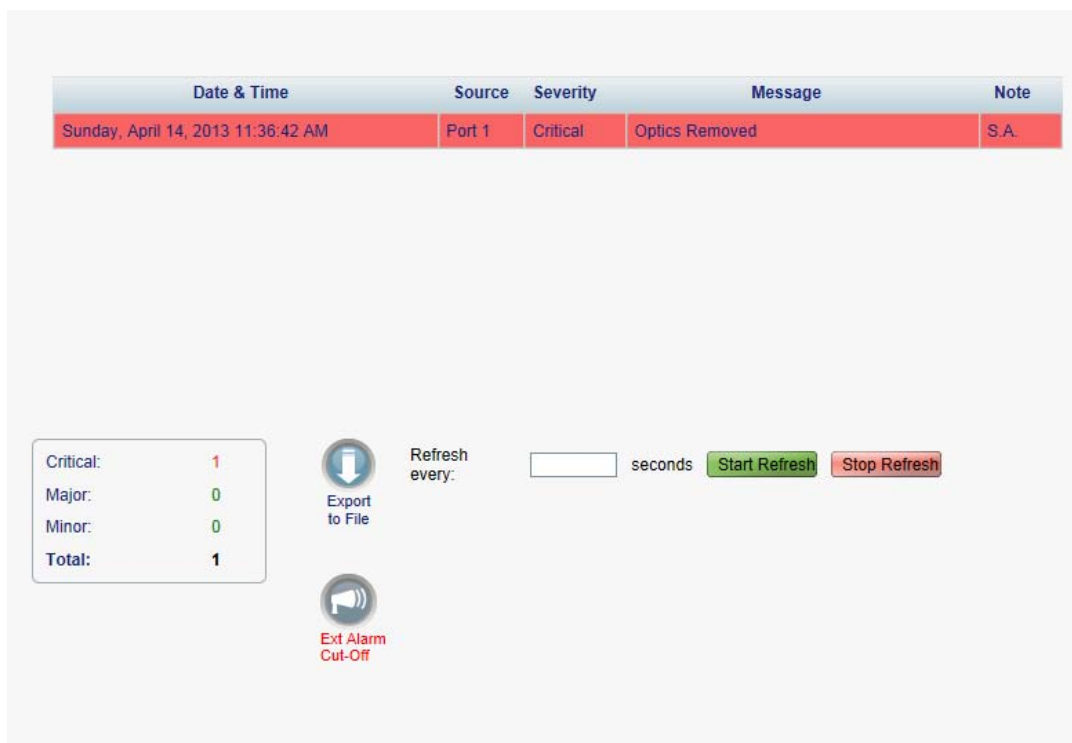 Date & Time Source Severity Message Note
Sunday, April 14, 2013 11:36:42 AM Port 1 Critical Optics Removed S.A.
Critical: 1
Major: 0
Minor: 0
Total: 1
Export
to File
Refresh
every:
seconds Start Refresh Stop Refresh
Ext Alarm
Cut-Off